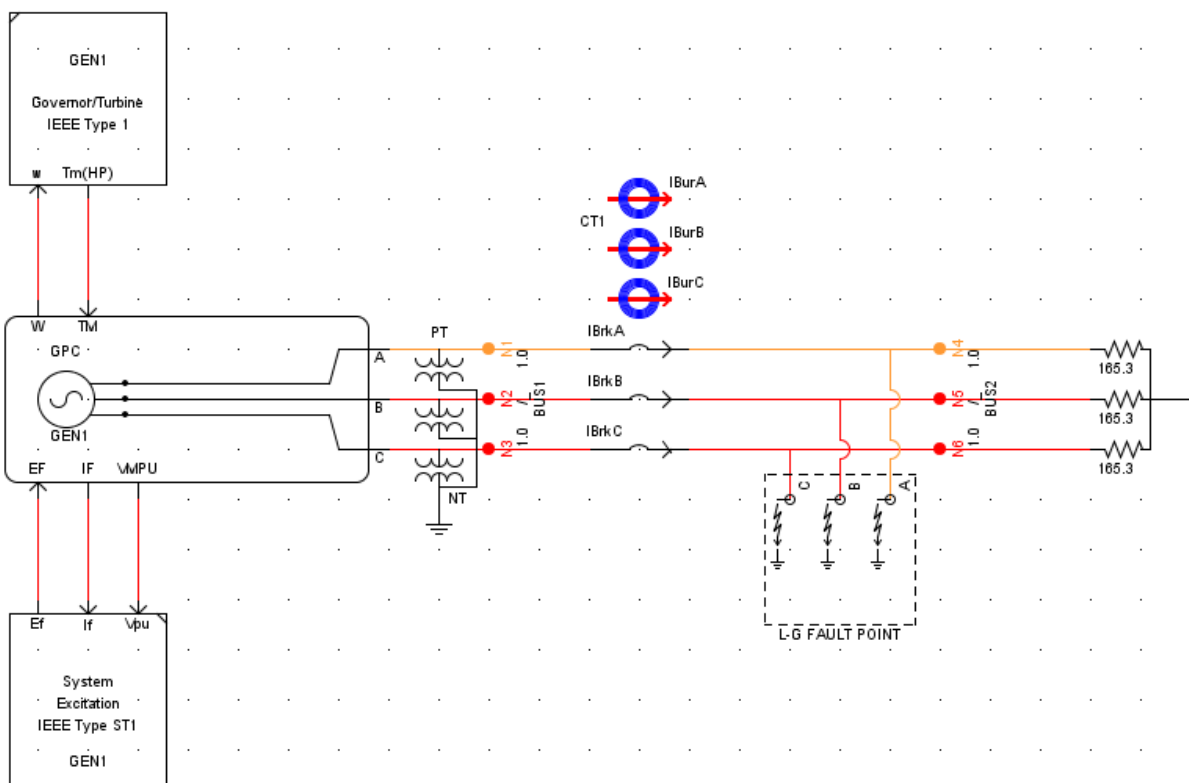 GEN1
Governor/Turbine
IEEE Type 1
w Tm(HP)
W TM
GPC
GEN1
A
B
C
EF IF VMPU
Ef If Vpu
System
Excitation
IEEE Type ST1
GEN1
PT
NT
N1
1.0
N2
BUS1
N3
1.0
CT1
IBurA
IBurB
IBurC
IBrkA
IBrkB
IBrkC
N4
1.0
N5
BUS2
N6
1.0
165.3
165.3
165.3
C B A
L-G FAULT POINT